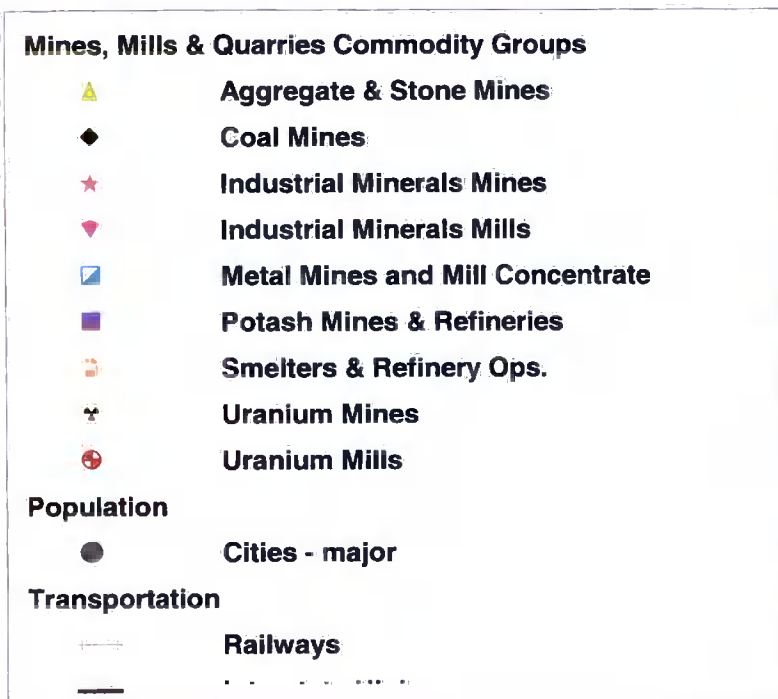 Mines, Mills & Quarries Commodity Groups
Aggregate & Stone Mines
Coal Mines
Industrial Minerals Mines
Industrial Minerals Mills
Metal Mines and Mill Concentrate
Potash Mines & Refineries
Smelters & Refinery Ops.
Uranium Mines
Uranium Mills
Population
Cities - major
Transportation
Railways